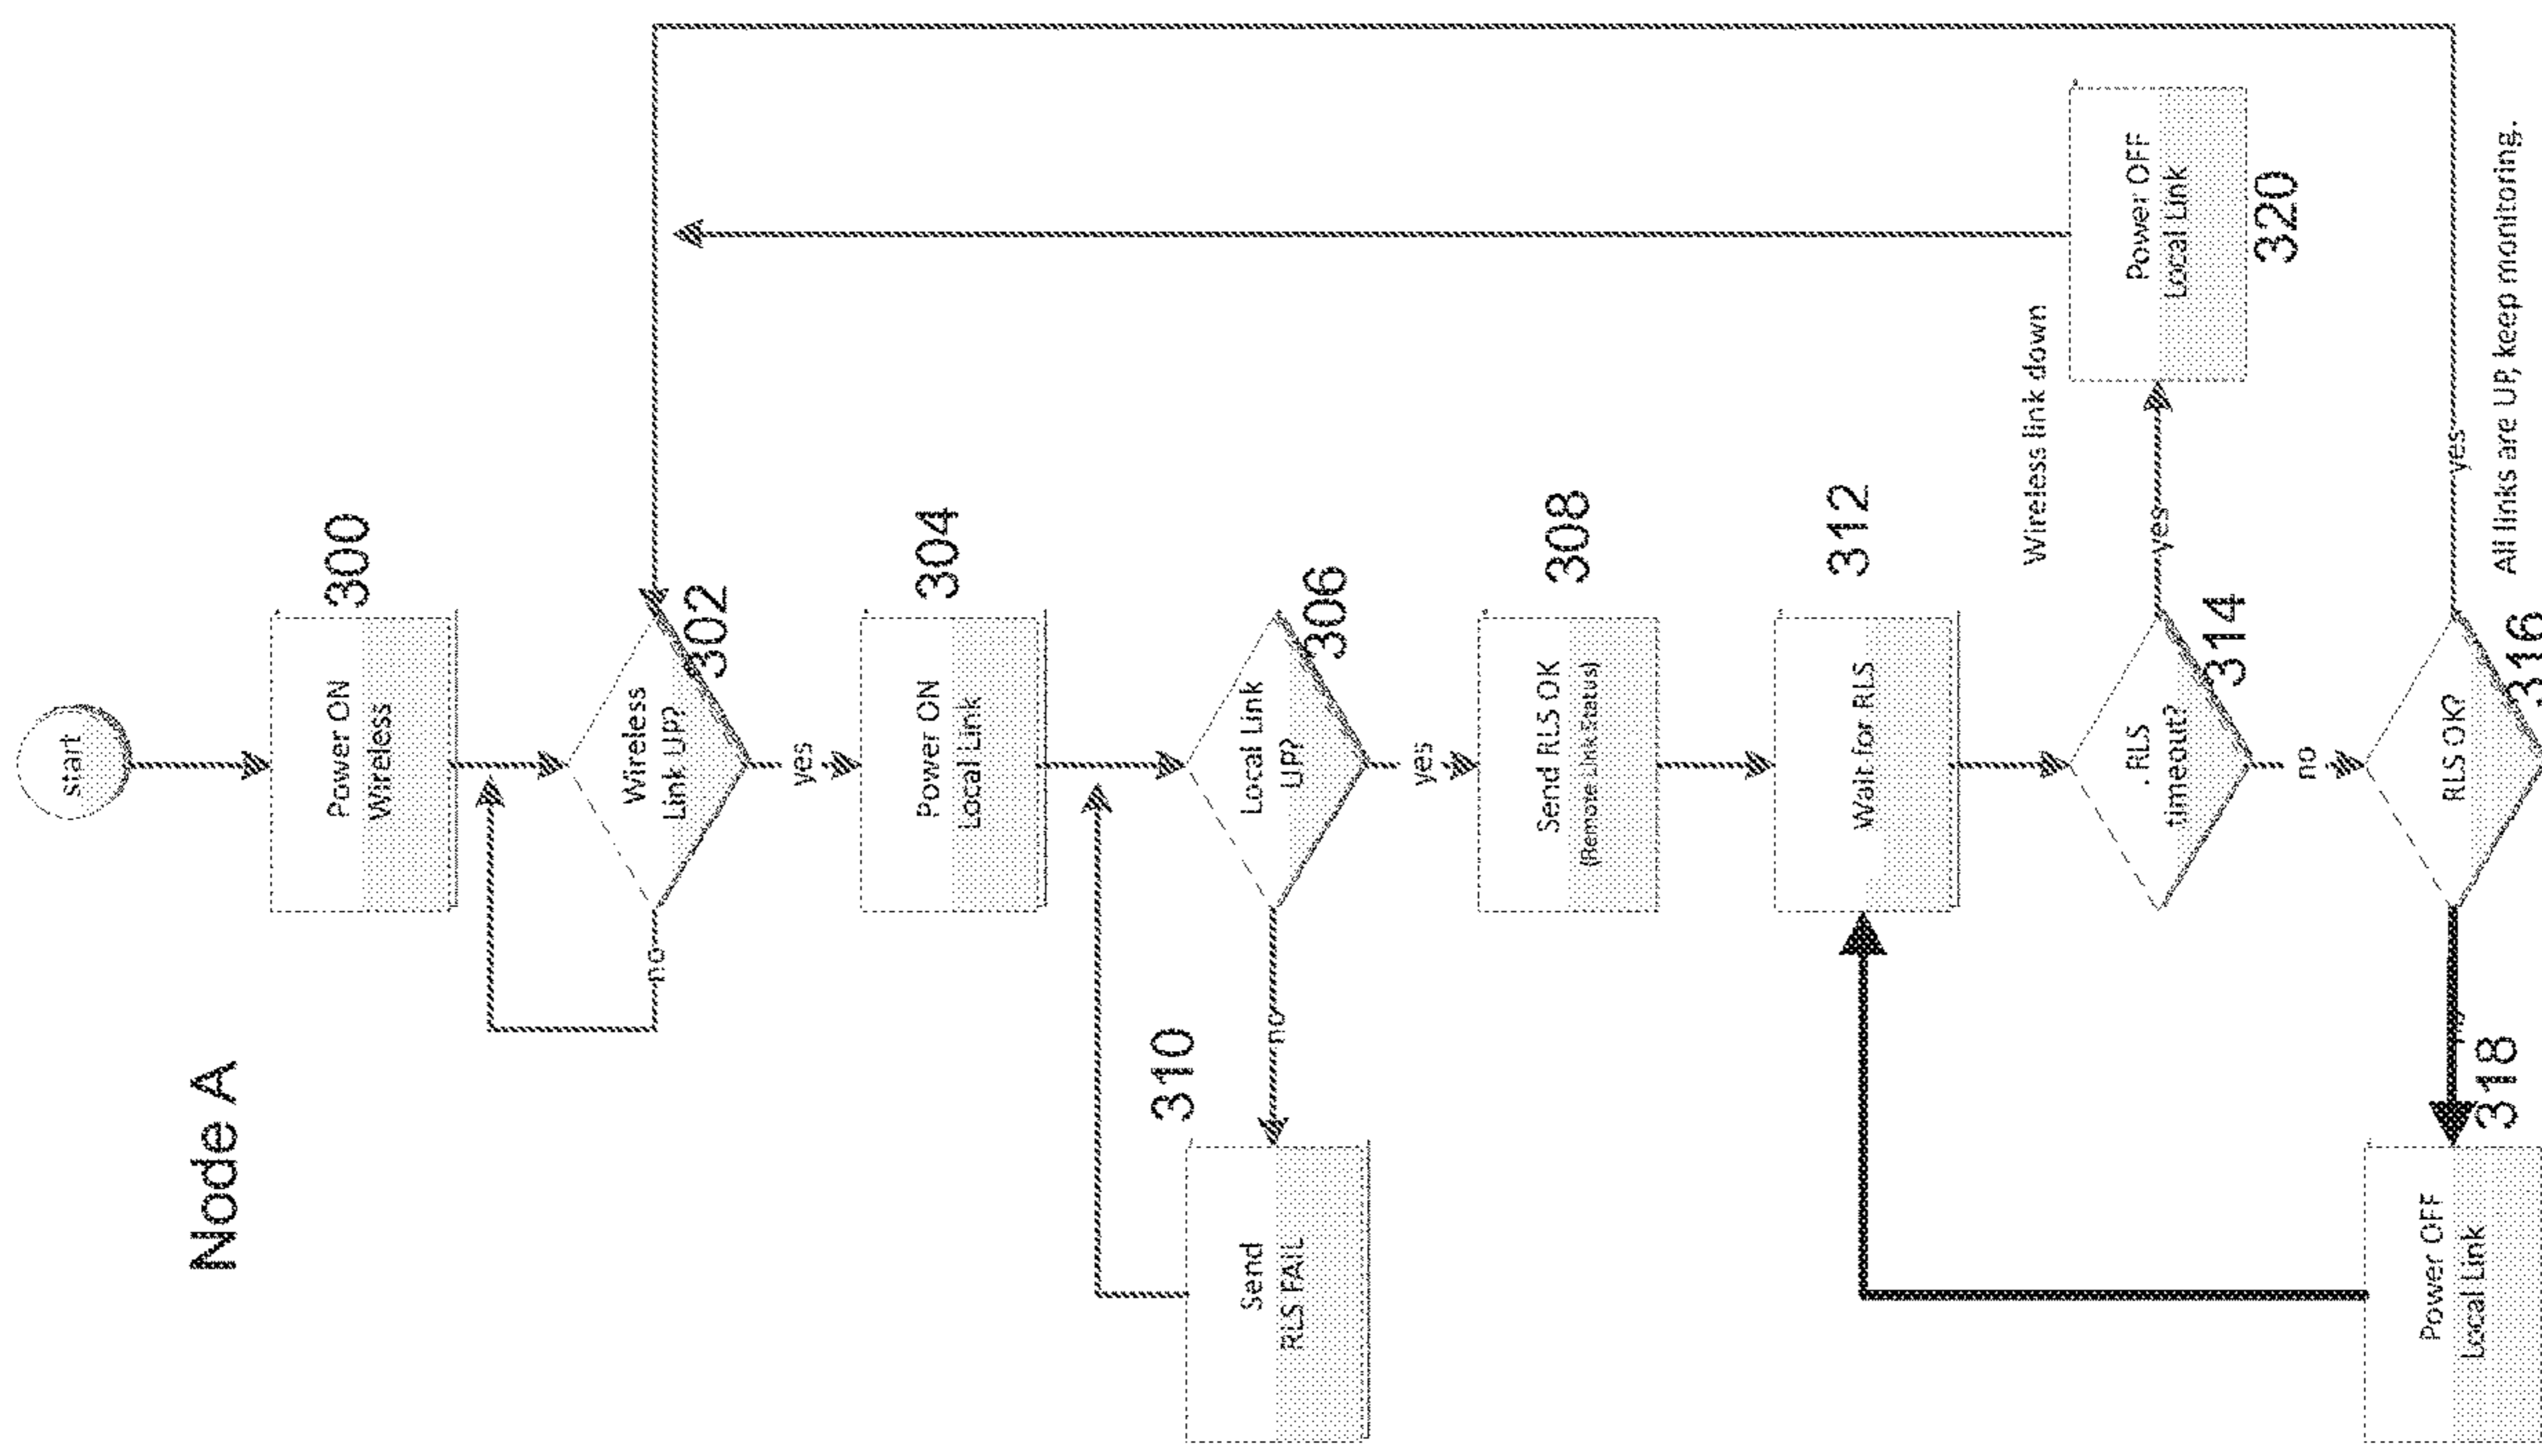 Node A
start
Power ON
Wireless
300
Wireless
Link UP?
302
no
yes
Power ON
Local Link
304
Local Link
UP?
306
no
310
Send
RLS FAIL
yes
Send RLS OK
(Remote Link Status)
308
Wait for RLS
312
. RLS
timeout?
314
yes
Wireless link down
Power OFF
Local Link
320
no
RLS OK?
316
yes
All links are UP, keep monitoring.
318
Power OFF
Local Link